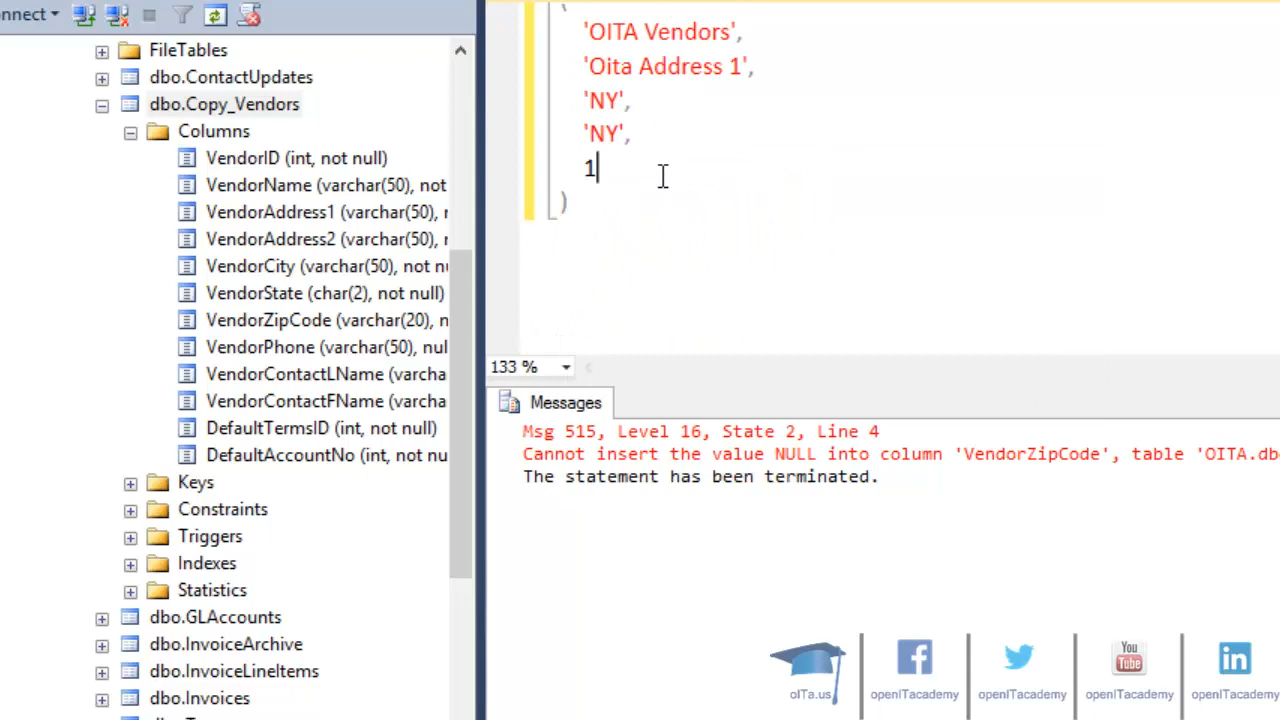 nnect
FileTables
dbo.ContactUpdates
dbo.Copy_Vendors
Columns
VendorID (int, not null)
VendorName (varchar(50), not
VendorAddress1 (varchar(50), r
VendorAddress2 (varchar(50),
VendorCity (varchar(50), not nu
VendorState (char(2), not null)
VendorZipCode (varchar(20), n
VendorPhone (varchar(50), nul
VendorContactLName (varcha
VendorContactFName (varcha
DefaultTermsID (int, not null)
DefaultAccountNo (int, not nu
Keys
Constraints
Triggers
Indexes
Statistics
dbo.GLAccounts
dbo.InvoiceArchive
dbo.InvoiceLineItems
dbo.Invoices
(
'OITA Vendors',
'Oita Address 1',
'NY',
'NY',
1
)
133 %
Messages
Msg 515, Level 16, State 2, Line 4
Cannot insert the value NULL into column 'VendorZipCode', table 'OITA.dbo
The statement has been terminated.
oITa.us
openITacademy
openITacademy
You
Tube
openITacademy
in
openITacademy